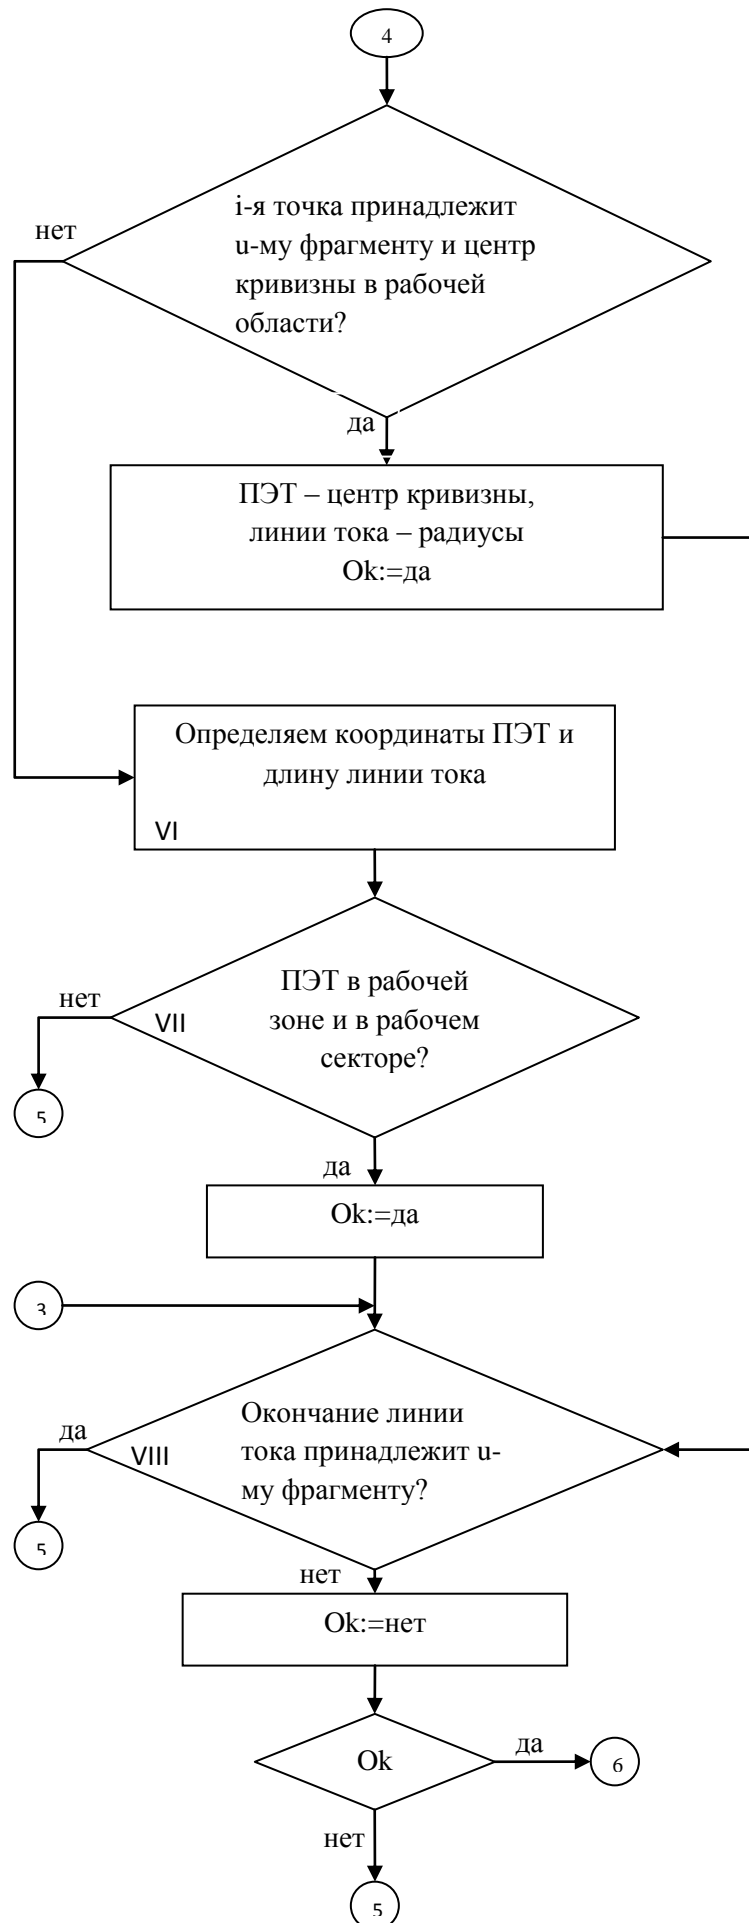 4
i-я точка принадлежит
u-му фрагменту и центр
кривизны в рабочей
области?
нет
да
ПЭТ – центр кривизны,
линии тока – радиусы
Ok:=да
Определяем координаты ПЭТ и
длину линии тока
VI
ПЭТ в рабочей
зоне и в рабочем
секторе?
нет
VII
5
да
Ok:=да
3
Окончание линии
тока принадлежит u-
му фрагменту?
да
VIII
5
нет
Ok:=нет
Ok
да
6
нет
5